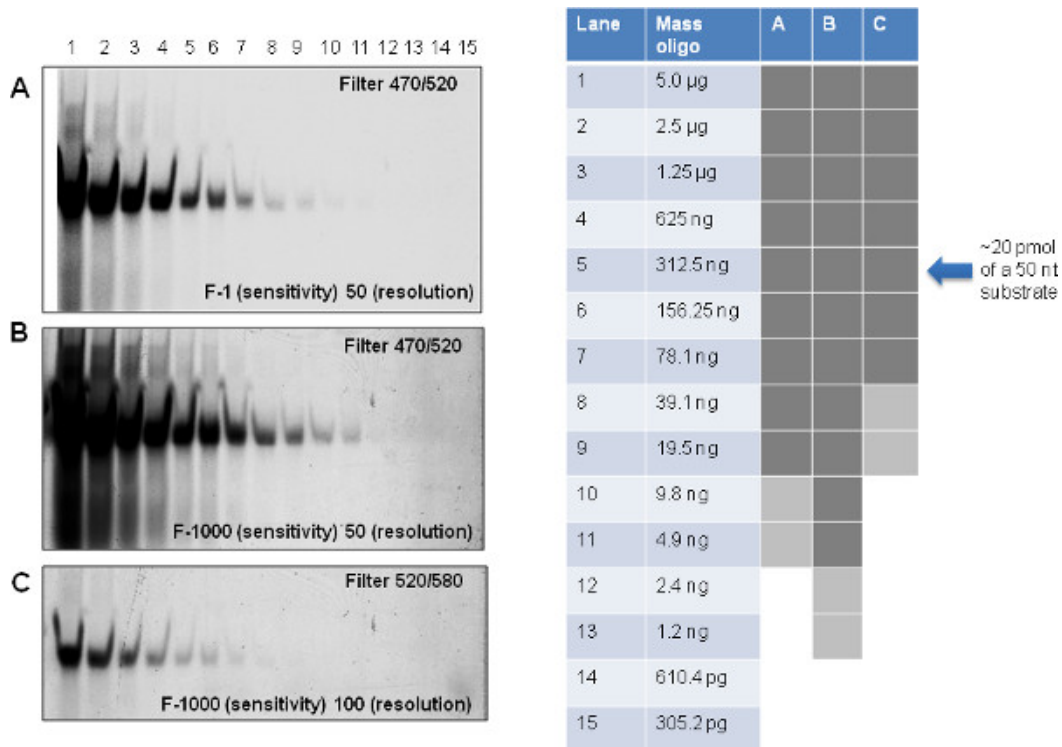 1 2 3 4 5 6 7 8 9 10 11 12 13 14 15
A
Filter 470/520
F-1 (sensitivity) 50 (resolution)
B
Filter 470/520
F-1000 (sensitivity) 50 (resolution)
C
Filter 520/580
F-1000 (sensitivity) 100 (resolution)
Lane Mass oligo A B C
1 5.0 µg
2 2.5 µg
3 1.25 µg
4 625 ng
5 312.5 ng
6 156.25 ng
7 78.1 ng
8 39.1 ng
9 19.5 ng
10 9.8 ng
11 4.9 ng
12 2.4 ng
13 1.2 ng
14 610.4 pg
15 305.2 pg
~20 pmol
of a 50 nt
substrate